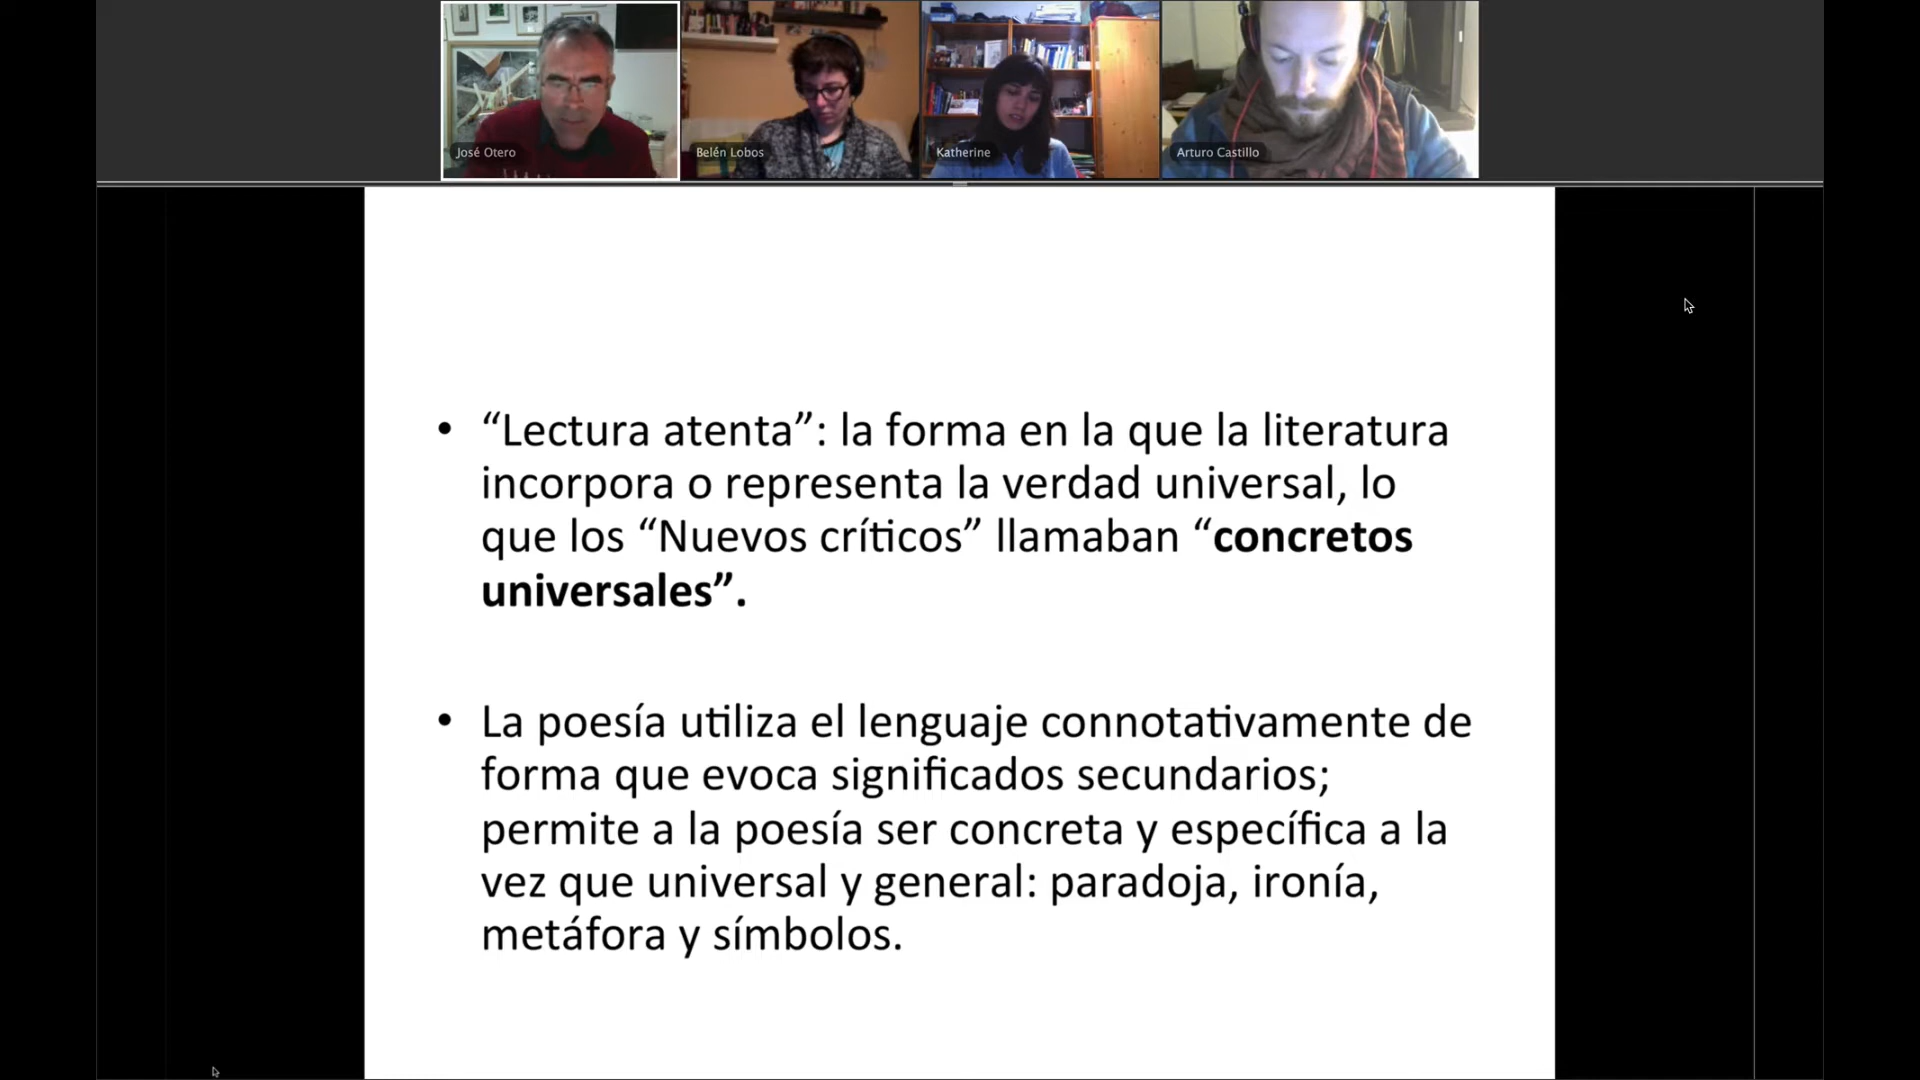 José Otero
Belén Lobos
Katherine
Arturo Castillo
• “Lectura atenta”: la forma en la que la literatura
incorpora o representa la verdad universal, lo
que los “Nuevos críticos” llamaban “concretos
universales”.
• La poesía utiliza el lenguaje connotativamente de
forma que evoca significados secundarios;
permite a la poesía ser concreta y específica a la
vez que universal y general: paradoja, ironía,
metáfora y símbolos.